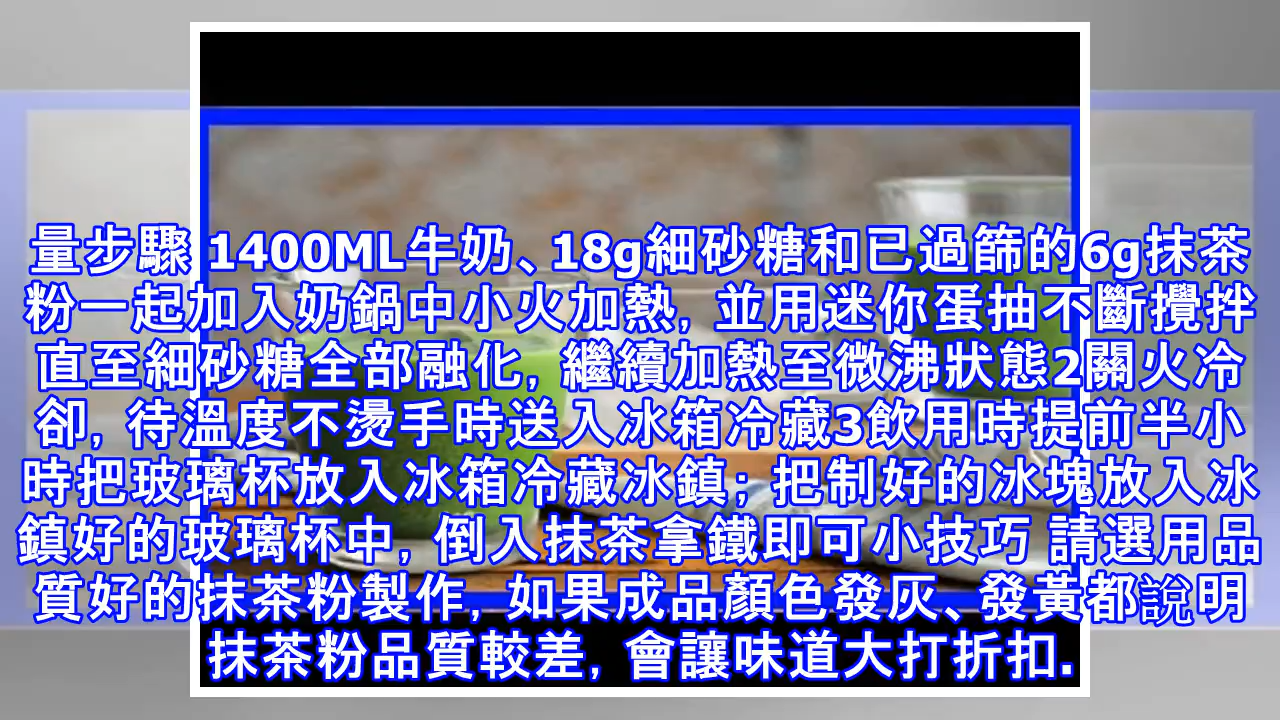 量步驟 1400ML牛奶、18g細砂糖和已過篩的6g抹茶
粉一起加入奶鍋中小火加熱, 並用迷你蛋抽不斷攪拌
直至細砂糖全部融化, 繼續加熱至微沸狀態2關火冷
卻, 待溫度不燙手時送入冰箱冷藏3飲用時提前半小
時把玻璃杯放入冰箱冷藏冰鎮; 把制好的冰塊放入冰
鎮好的玻璃杯中, 倒入抹茶拿鐵即可小技巧 請選用品
質好的抹茶粉製作, 如果成品顏色發灰、發黃都說明
抹茶粉品質較差, 會讓味道大打折扣.